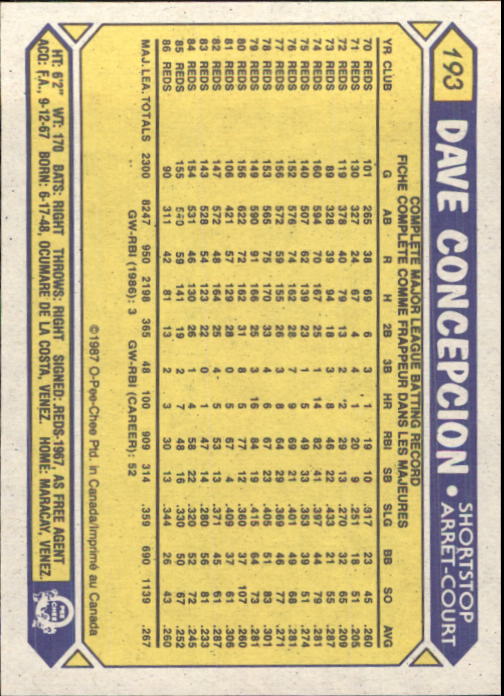 193 DAVE CONCEPCION • SHORTSTOP
ARRET-COURT
COMPLETE MAJOR LEAGUE BATTING RECORD
FICHE COMPLETE COMME FRAPPEUR DANS LES MAJEURES
YR CLUB G AB R H 2B 3B HR RBI SB SLG BB SO AVG
70 REDS 101 265 38 69 6 3 1 19 10 .317 23 45 .260
71 REDS 130 327 24 67 4 4 1 20 9 .251 18 51 .205
72 REDS 119 378 40 79 13 2 2 29 13 .270 32 65 .209
73 REDS 89 328 39 94 18 3 8 46 22 .433 21 55 .287
74 REDS 160 594 70 167 25 1 14 82 41 .397 44 79 .281
75 REDS 140 507 62 139 23 1 5 49 33 .353 39 51 .274
76 REDS 152 576 74 162 28 7 9 69 21 .401 49 68 .281
77 REDS 156 572 59 155 26 3 8 64 29 .369 46 77 .271
78 REDS 153 565 75 170 33 4 6 67 23 .405 51 83 .301
79 REDS 149 590 91 166 25 3 16 84 19 .415 64 73 .281
80 REDS 156 622 72 162 31 8 5 77 12 .360 37 107 .260
81 REDS 106 421 57 129 28 0 5 67 4 .409 37 61 .306
82 REDS 147 572 48 164 25 4 5 53 13 .371 45 61 .287
83 REDS 143 528 54 123 22 0 1 47 14 .280 56 81 .233
84 REDS 154 531 46 130 26 1 4 58 22 .320 52 72 .245
85 REDS 155 560 59 141 19 2 7 48 16 .330 50 67 .252
86 REDS 90 311 42 81 13 2 3 30 13 .344 26 43 .260
MAJ. LEA. TOTALS 2300 8247 950 2198 365 48 100 909 314 .359 690 1139 .267
GW-RBI (1986): 3 GW-RBI (CAREER): 52
©1987 O-Pee-Chee Ptd. in Canada/Imprimé au Canada
HT: 6'2" WT: 170 BATS: RIGHT THROWS: RIGHT SIGNED: REDS-1967, AS FREE AGENT
ACQ: F.A., 9-12-67 BORN: 6-17-48, OCUMARE DE LA COSTA, VENEZ. HOME: MARACAY, VENEZ.
O PEE CHEE